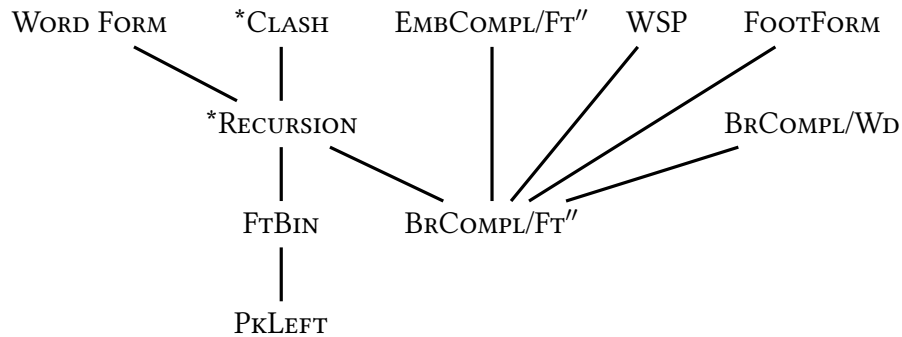 Word Form *Clash EmbCompl/Ft″ WSP FootForm
*Recursion BrCompl/Wd
FtBin BrCompl/Ft″
PkLeft